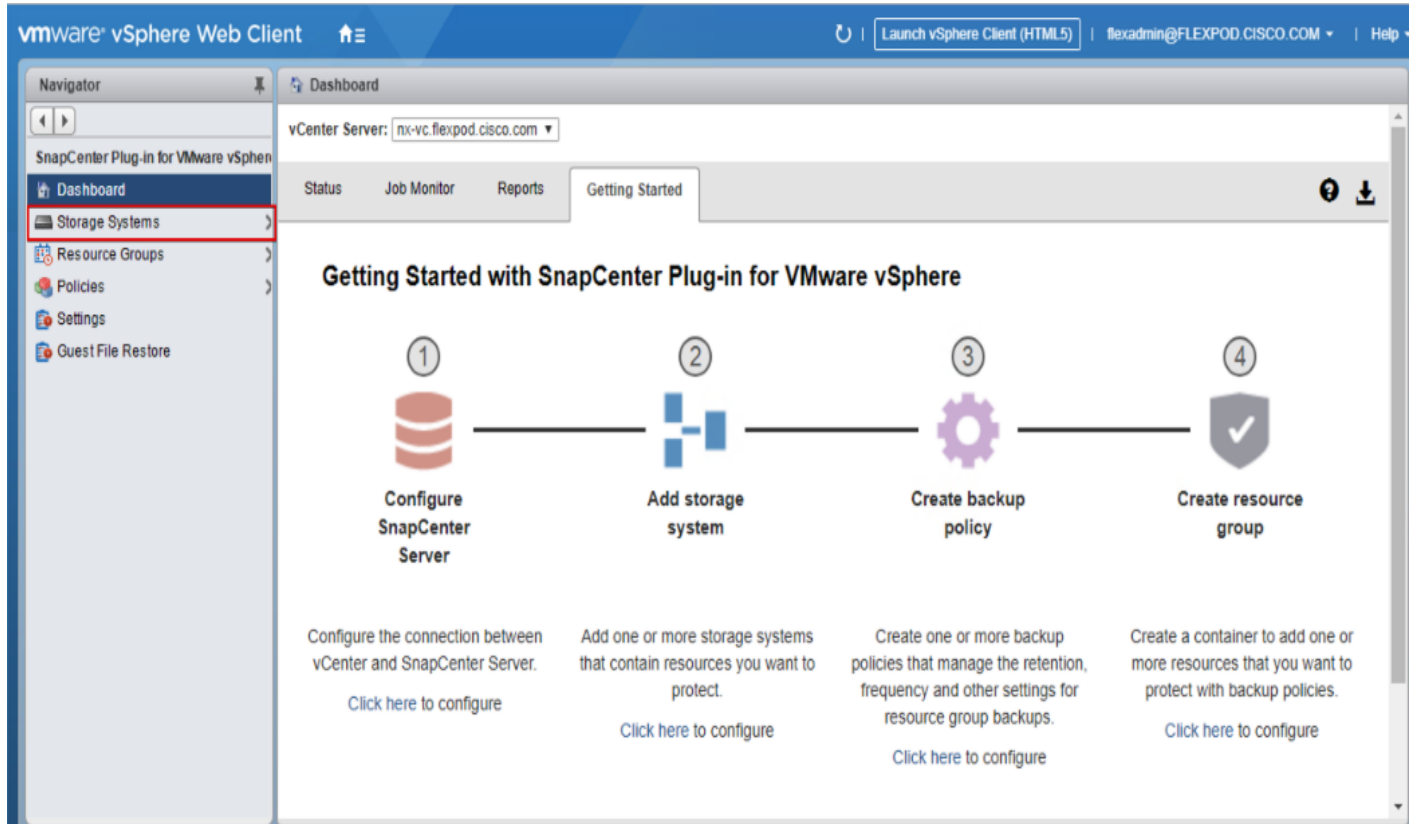 vmware® vSphere Web Client
Launch vSphere Client (HTML5) | flexadmin@FLEXPOD.CISCO.COM | Help
Navigator
Dashboard
vCenter Server: nx-vc.flexpod.cisco.com
SnapCenter Plug-in for VMware vSpher
Dashboard
Storage Systems
Resource Groups
Policies
Settings
Guest File Restore
Status
Job Monitor
Reports
Getting Started
Getting Started with SnapCenter Plug-in for VMware vSphere
1
2
3
4
Configure
SnapCenter
Server
Add storage
system
Create backup
policy
Create resource
group
Configure the connection between
vCenter and SnapCenter Server.
Click here to configure
Add one or more storage systems
that contain resources you want to
protect.
Click here to configure
Create one or more backup
policies that manage the retention,
frequency and other settings for
resource group backups.
Click here to configure
Create a container to add one or
more resources that you want to
protect with backup policies.
Click here to configure